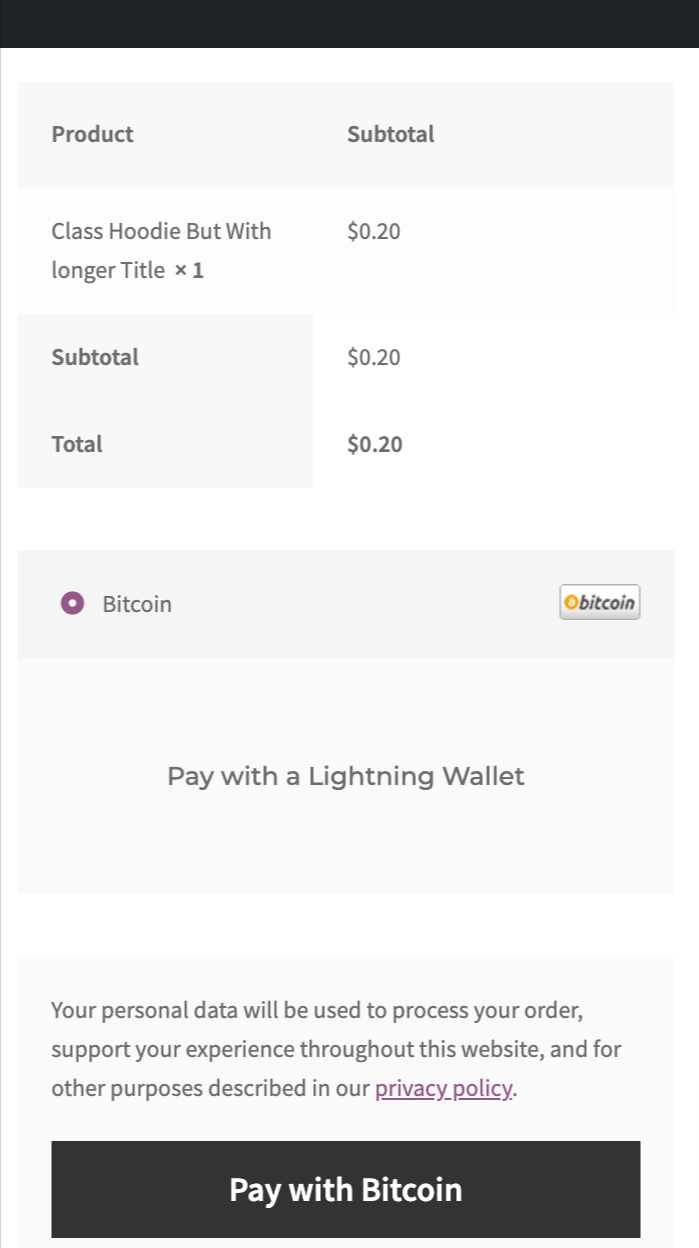 Product Subtotal
Class Hoodie But With $0.20
longer Title × 1
Subtotal $0.20
Total $0.20
Bitcoin bitcoin
Pay with a Lightning Wallet
Your personal data will be used to process your order,
support your experience throughout this website, and for
other purposes described in our privacy policy.
Pay with Bitcoin